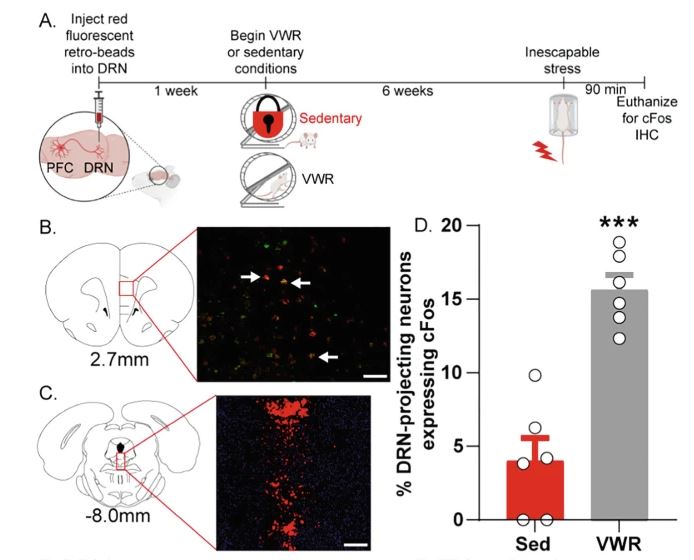 A.
Inject red
fluorescent
retro-beads
into DRN
Begin VWR
or sedentary
conditions
Inescapable
stress
1 week
6 weeks
90 min
Euthanize
for cFos
IHC
Sedentary
PFC DRN
VWR
B.
2.7mm
C.
-8.0mm
D.
% DRN-projecting neurons
expressing cFos
20
15
10
5
0
***
Sed
VWR